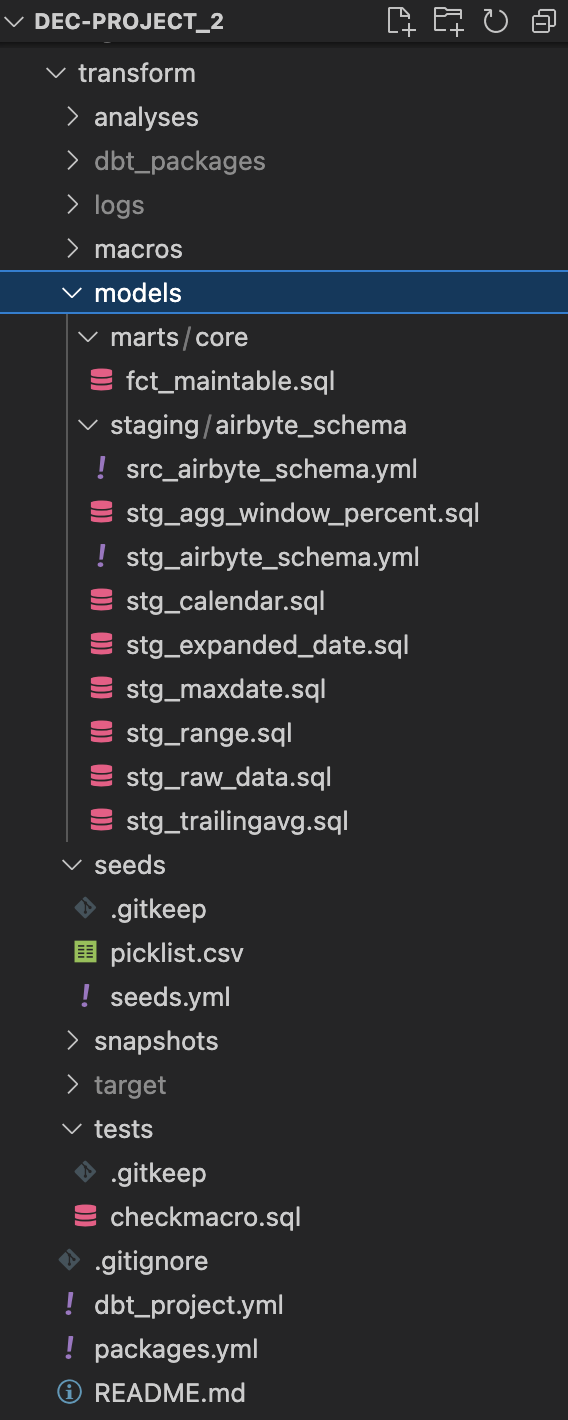 DEC-PROJECT_2
transform
analyses
dbt_packages
logs
macros
models
marts/core
fct_maintable.sql
staging/airbyte_schema
! src_airbyte_schema.yml
stg_agg_window_percent.sql
! stg_airbyte_schema.yml
stg_calendar.sql
stg_expanded_date.sql
stg_maxdate.sql
stg_range.sql
stg_raw_data.sql
stg_trailingavg.sql
seeds
.gitkeep
picklist.csv
! seeds.yml
snapshots
target
tests
.gitkeep
checkmacro.sql
.gitignore
! dbt_project.yml
! packages.yml
README.md